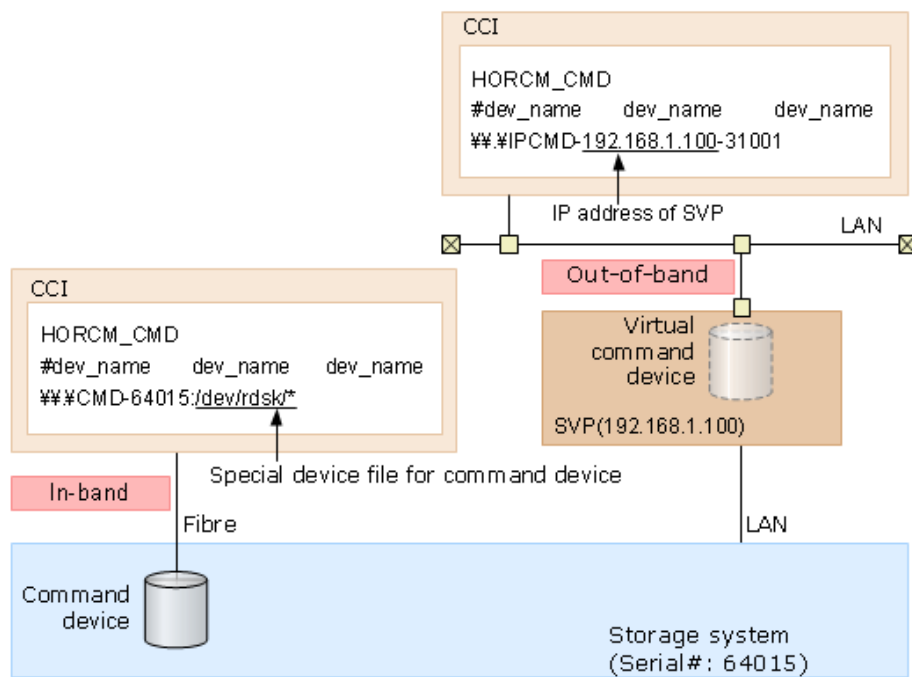 CCI
HORCM_CMD
#dev_name dev_name dev_name
¥¥.¥IPCMD-192.168.1.100-31001
IP address of SVP
LAN
Out-of-band
CCI
HORCM_CMD
#dev_name dev_name dev_name
¥¥.¥CMD-64015:/dev/rdsk/*
Virtual
command
device
SVP(192.168.1.100)
Special device file for command device
In-band
Fibre
LAN
Command
device
Storage system
(Serial#: 64015)